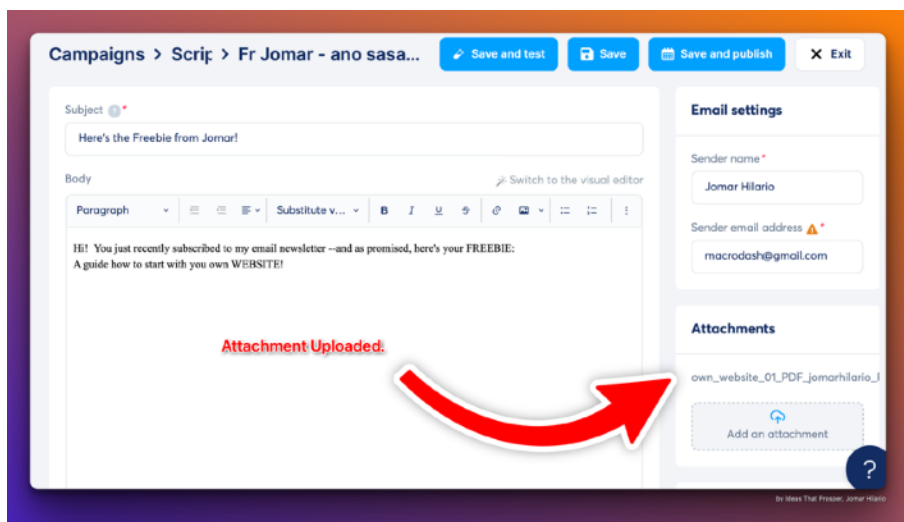 Campaigns > Scrip > Fr Jomar - ano sasa...
Save and test
Save
Save and publish
X Exit
Subject ?*
Here's the Freebie from Jomar!
Body
Switch to the visual editor
Paragraph
Substitute v...
B I U S
Hi! You just recently subscribed to my email newsletter --and as promised, here's your FREEBIE:
A guide how to start with you own WEBSITE!
Attachment Uploaded.
Email settings
Sender name*
Jomar Hilario
Sender email address *
macrodash@gmail.com
Attachments
own_website_01_PDF_jomarhilario_
Add an attachment
?
by Ideas That Prosper, Jomar Hilario